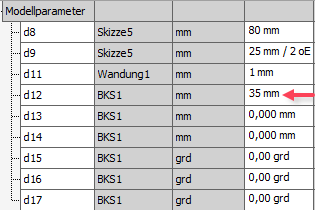 Modellparameter
d8 Skizze5 mm 80 mm
d9 Skizze5 mm 25 mm / 2 oE
d11 Wandung1 mm 1 mm
d12 BKS1 mm 35 mm
d13 BKS1 mm 0,000 mm
d14 BKS1 mm 0,000 mm
d15 BKS1 grd 0,00 grd
d16 BKS1 grd 0,00 grd
d17 BKS1 grd 0,00 grd